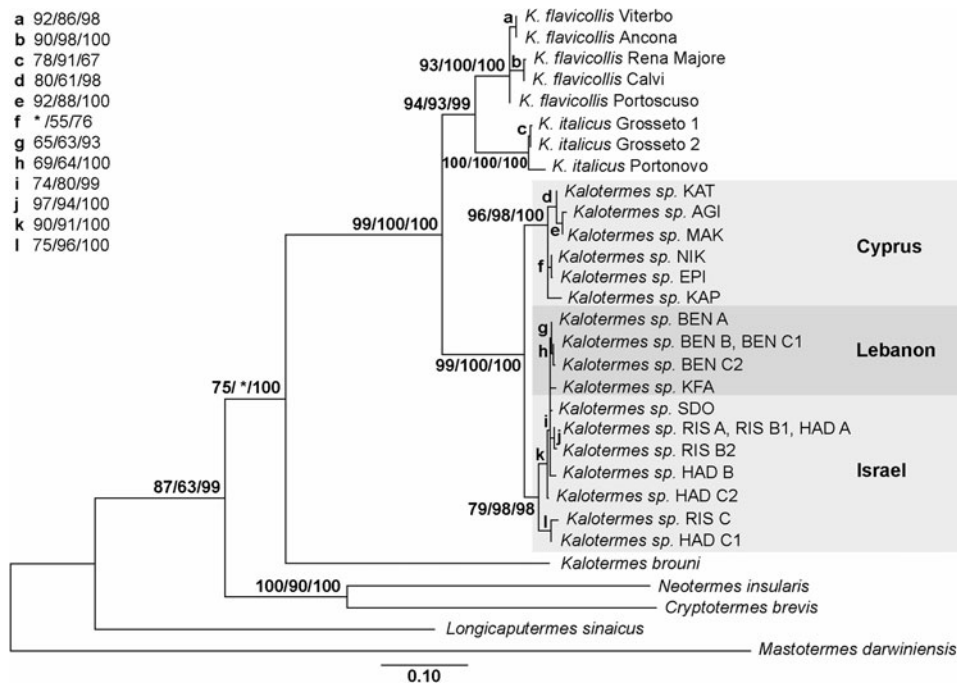 a 92/86/98
b 90/98/100
c 78/91/67
d 80/61/98
e 92/88/100
f * /55/76
g 65/63/93
h 69/64/100
i 74/80/99
j 97/94/100
k 90/91/100
l 75/96/100
a
K. flavicollis Viterbo
K. flavicollis Ancona
93/100/100
b
K. flavicollis Rena Majore
K. flavicollis Calvi
K. flavicollis Portoscuso
94/93/99
c
K. italicus Grosseto 1
K. italicus Grosseto 2
100/100/100
K. italicus Portonovo
99/100/100
96/98/100
d
Kalotermes sp. KAT
Kalotermes sp. AGI
e
Kalotermes sp. MAK
Cyprus
f
Kalotermes sp. NIK
Kalotermes sp. EPI
Kalotermes sp. KAP
g
Kalotermes sp. BEN A
h
Kalotermes sp. BEN B, BEN C1
Lebanon
99/100/100
Kalotermes sp. BEN C2
75/ */100
Kalotermes sp. KFA
Kalotermes sp. SDO
i
j
Kalotermes sp. RIS A, RIS B1, HAD A
k
Kalotermes sp. RIS B2
Israel
Kalotermes sp. HAD B
87/63/99
Kalotermes sp. HAD C2
79/98/98
l
Kalotermes sp. RIS C
Kalotermes sp. HAD C1
Kalotermes brouni
100/90/100
Neotermes insularis
Cryptotermes brevis
Longicaputermes sinaicus
Mastotermes darwiniensis
0.10